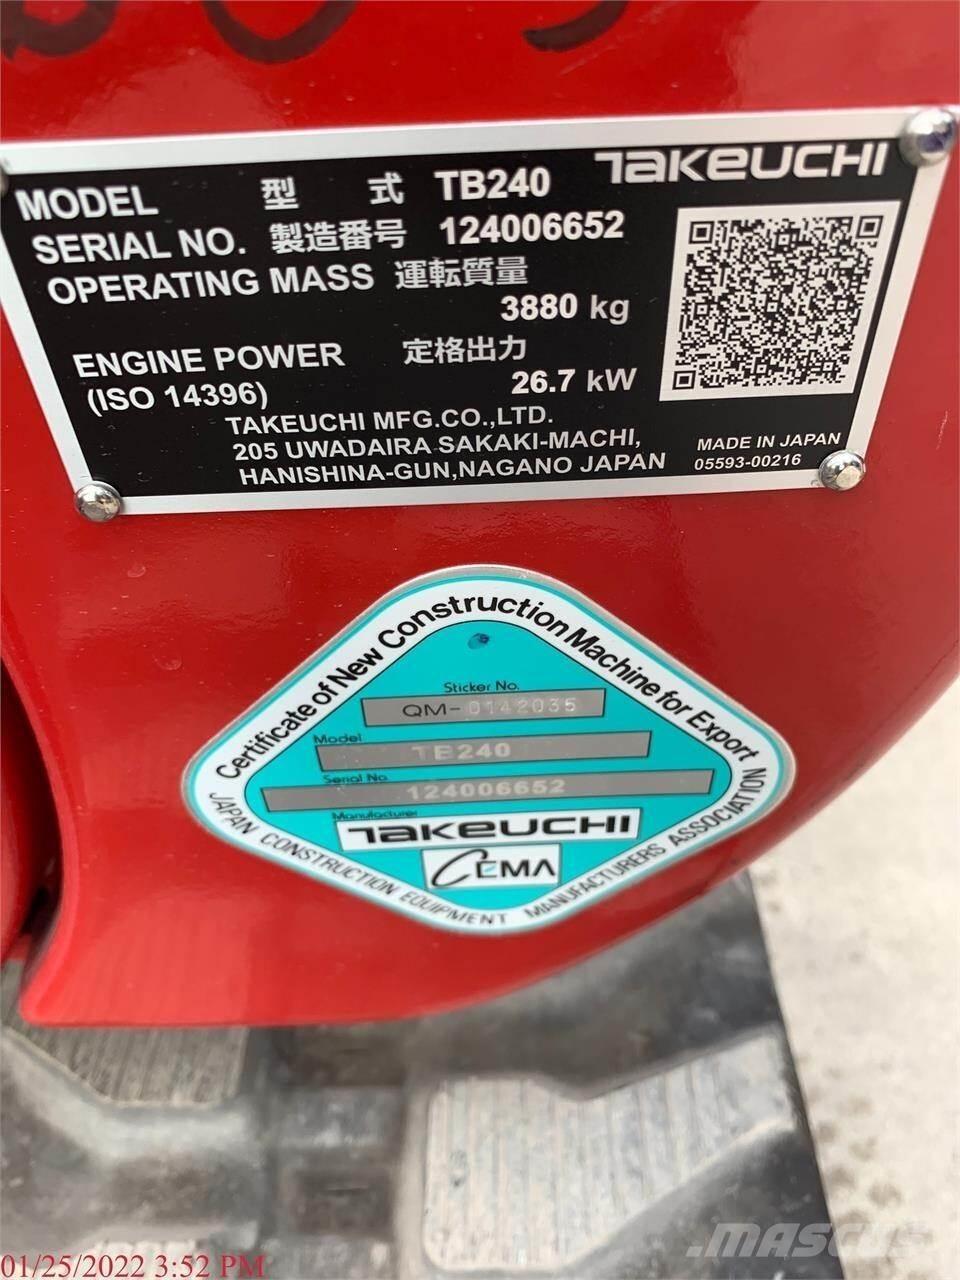 TAKEUCHI
MODEL 型 式 TB240
SERIAL NO. 製造番号 124006652
OPERATING MASS 運転質量
3880 kg
ENGINE POWER 定格出力
(ISO 14396) 26.7 kW
TAKEUCHI MFG.CO.,LTD.
205 UWADAIRA SAKAKI-MACHI,
HANISHINA-GUN,NAGANO JAPAN
MADE IN JAPAN
05593-00216
Certificate of New Construction Machine for Export
Sticker No.
QM-0142035
Model
TB240
Serial No.
124006652
Manufacturer
TAKEUCHI
CEMA
JAPAN CONSTRUCTION EQUIPMENT MANUFACTURERS ASSOCIATION
01/25/2022 3:52 PM
MASCUS